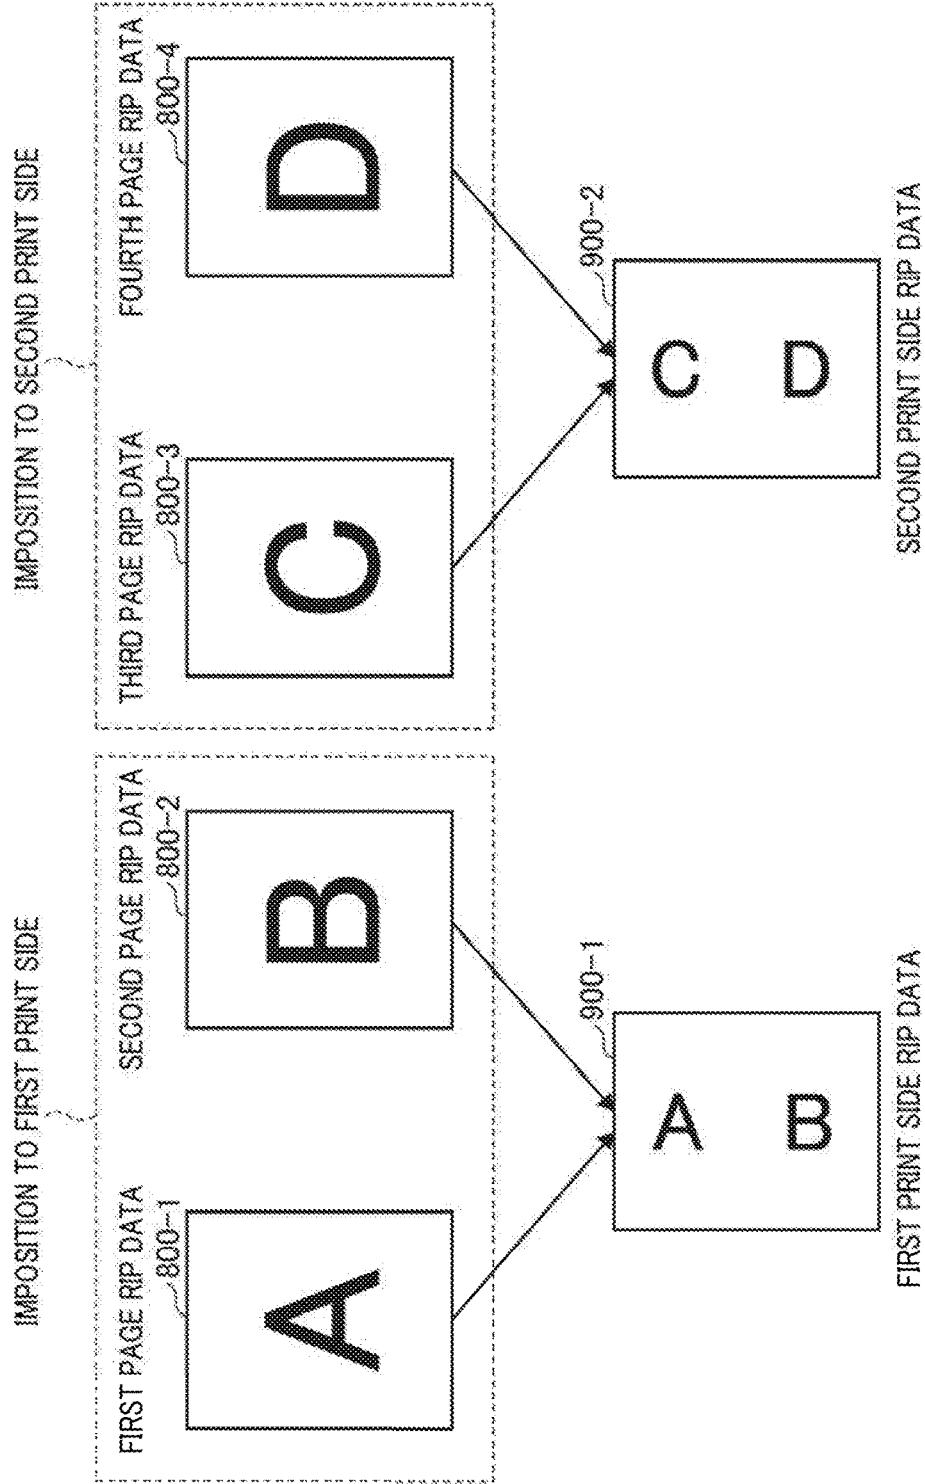 IMPOSITION TO FIRST PRINT SIDE
IMPOSITION TO SECOND PRINT SIDE
FIRST PAGE RIP DATA
800-1
SECOND PAGE RIP DATA
800-2
THIRD PAGE RIP DATA
800-3
FOURTH PAGE RIP DATA
800-4
A
B
C
D
900-1
900-2
A
B
C
D
FIRST PRINT SIDE RIP DATA
SECOND PRINT SIDE RIP DATA